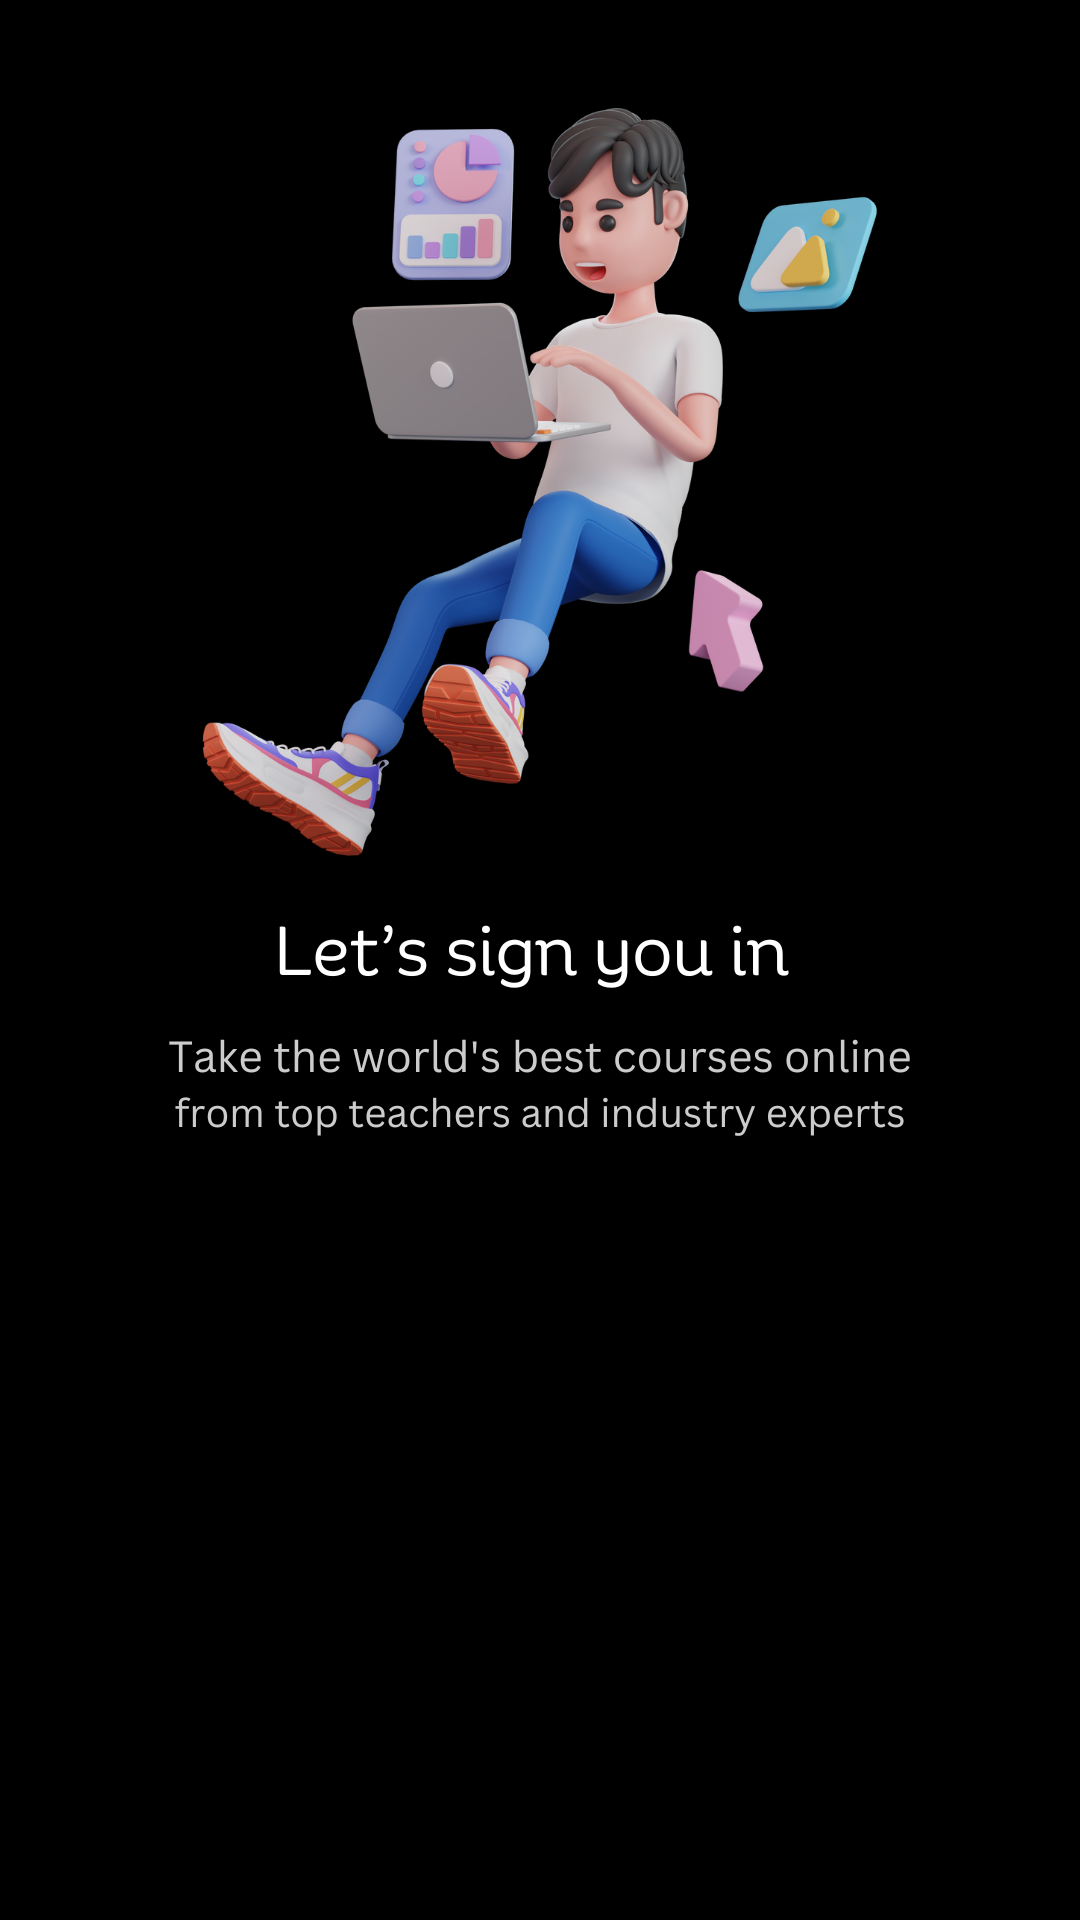 Let’s sign you in
Take the world's best courses online
from top teachers and industry experts